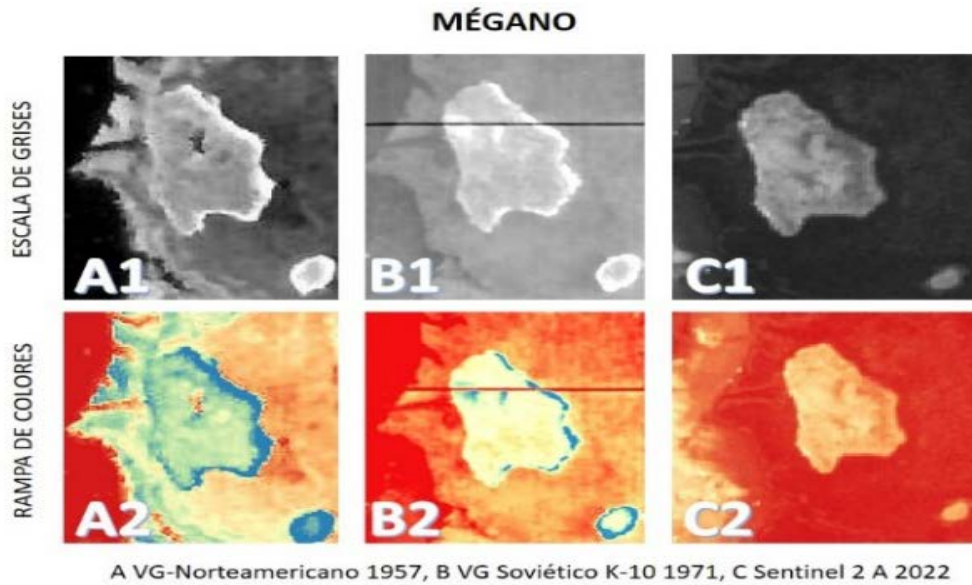 MÉGANO
ESCALA DE GRISES
A1
B1
C1
RAMPA DE COLORES
A2
B2
C2
A VG-Norteamericano 1957, B VG Soviético K-10 1971, C Sentinel 2 A 2022